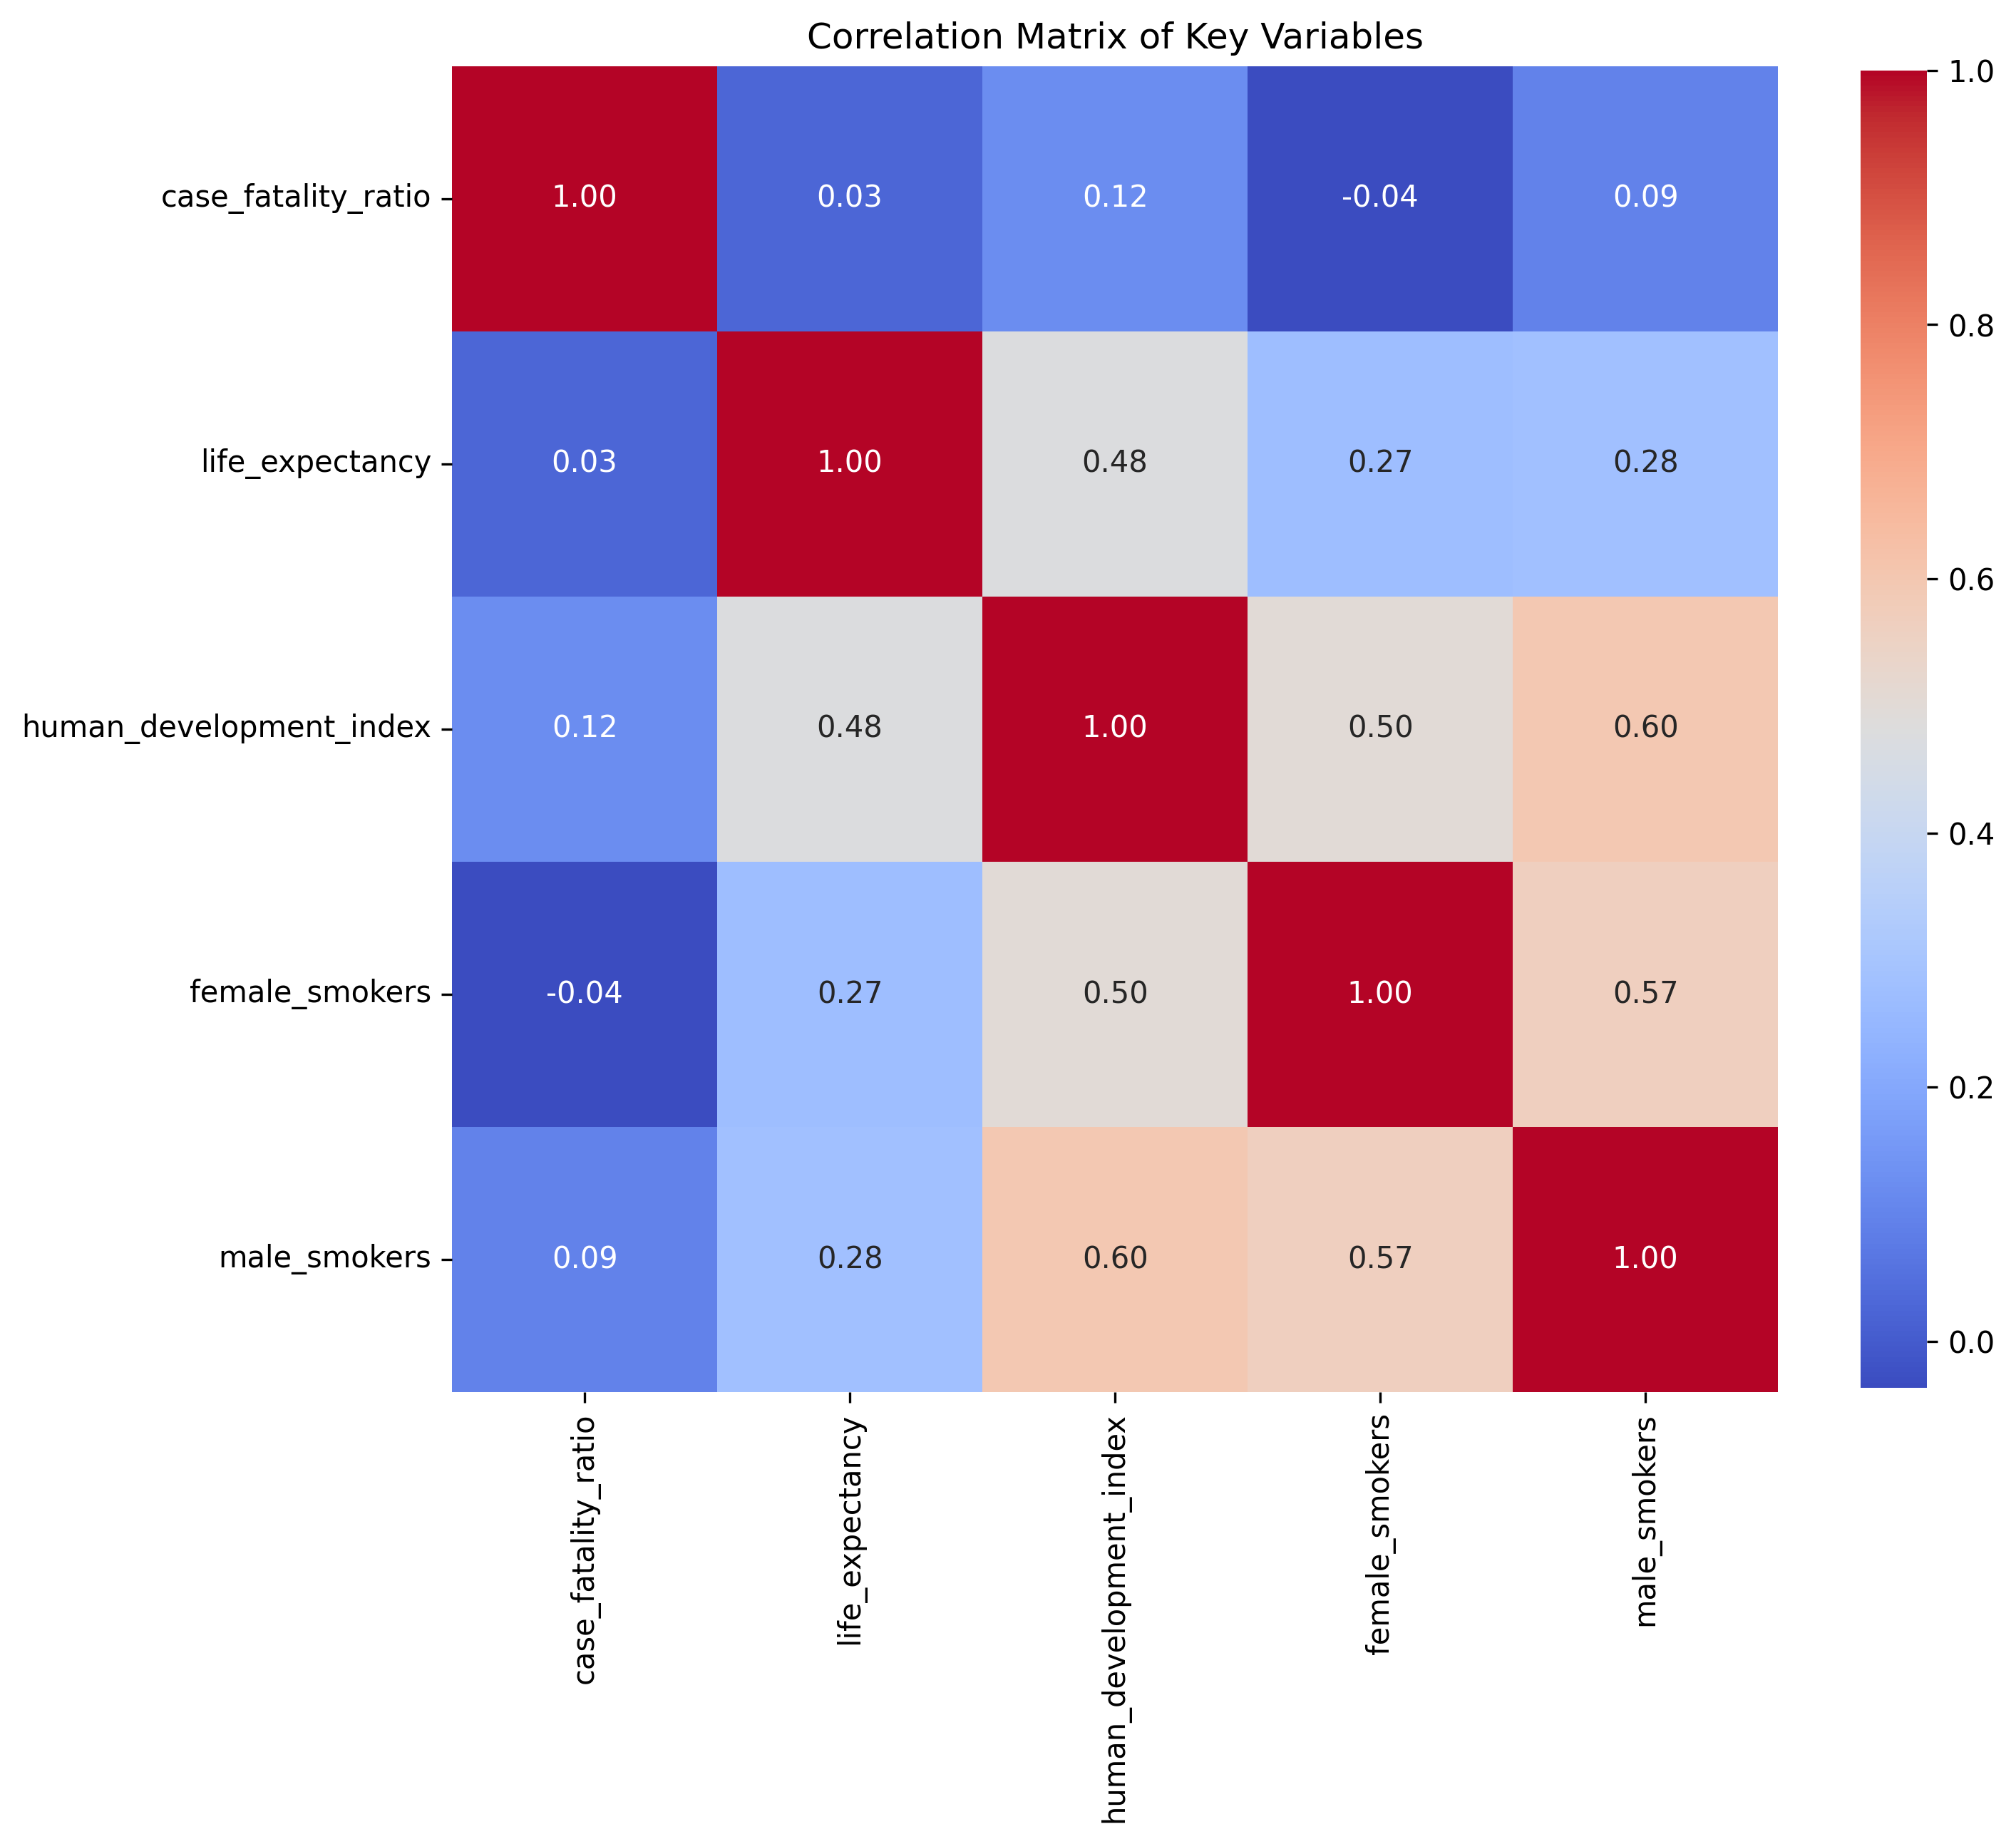 Correlation Matrix of Key Variables
case_fatality_ratio 1.00 0.03 0.12 -0.04 0.09
life_expectancy 0.03 1.00 0.48 0.27 0.28
human_development_index 0.12 0.48 1.00 0.50 0.60
female_smokers -0.04 0.27 0.50 1.00 0.57
male_smokers 0.09 0.28 0.60 0.57 1.00
case_fatality_ratio
life_expectancy
human_development_index
female_smokers
male_smokers
1.0
0.8
0.6
0.4
0.2
0.0